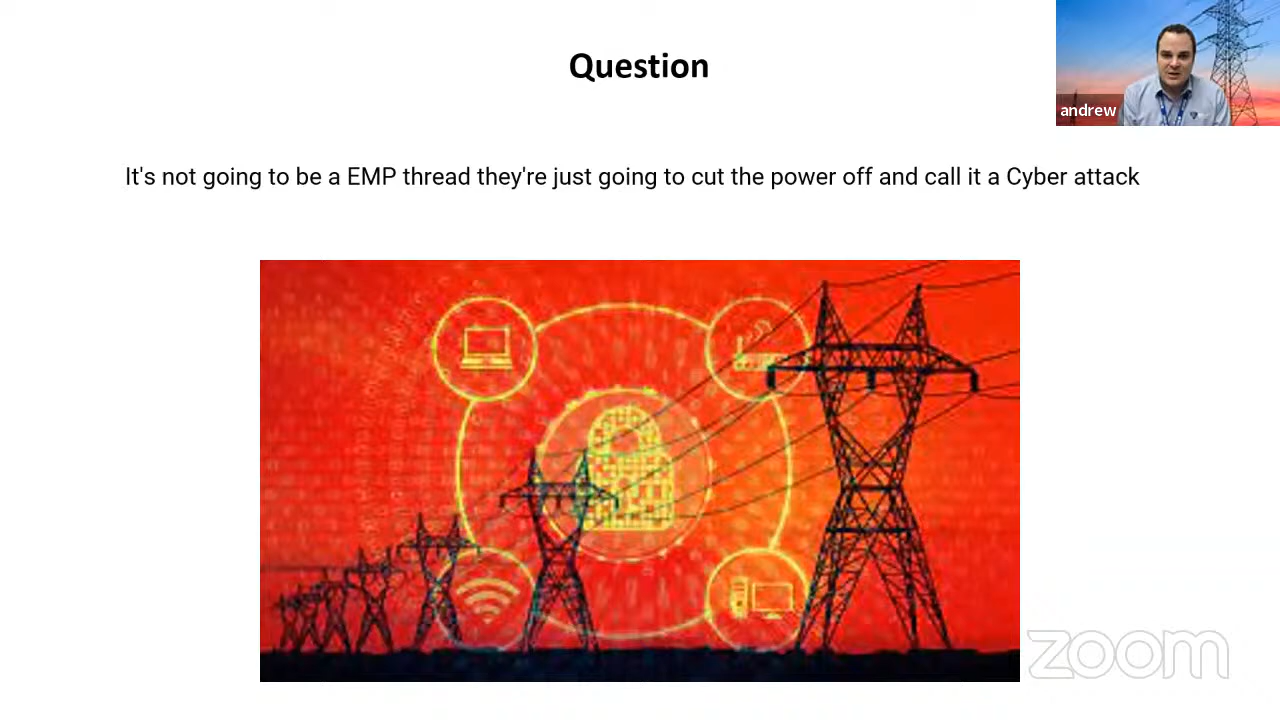 Question
andrew
It's not going to be a EMP thread they're just going to cut the power off and call it a Cyber attack
zoom